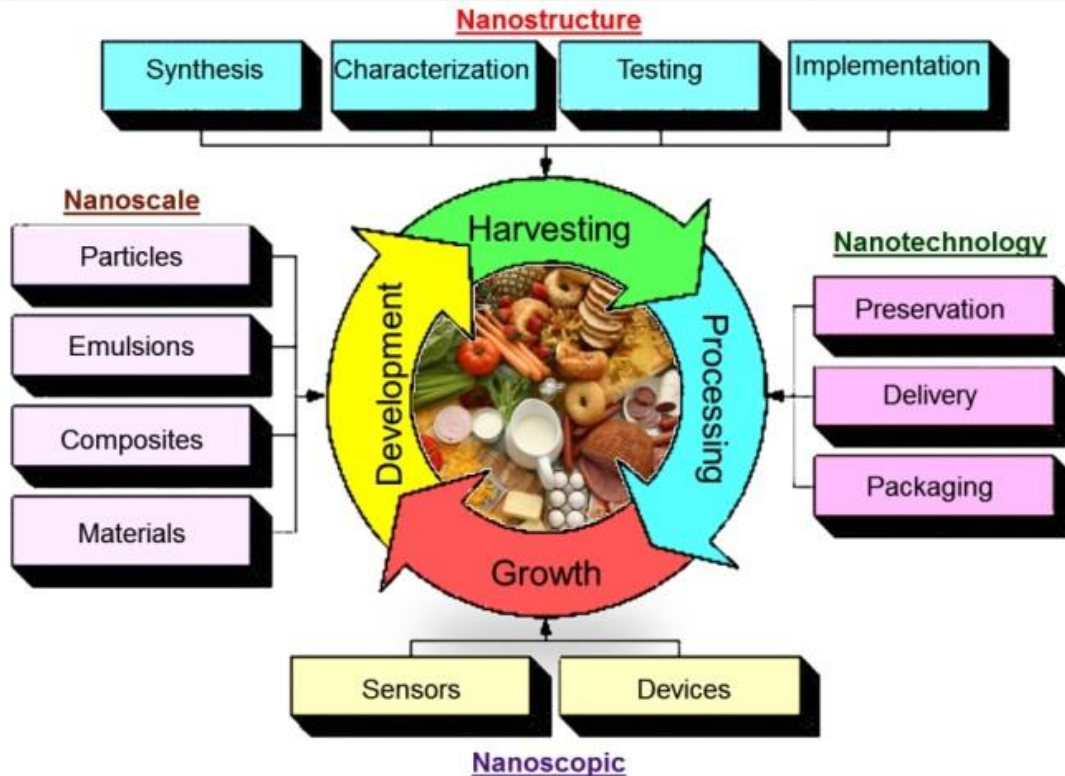 Nanostructure
Synthesis
Characterization
Testing
Implementation
Nanoscale
Particles
Emulsions
Composites
Materials
Harvesting
Development
Processing
Growth
Nanotechnology
Preservation
Delivery
Packaging
Sensors
Devices
Nanoscopic